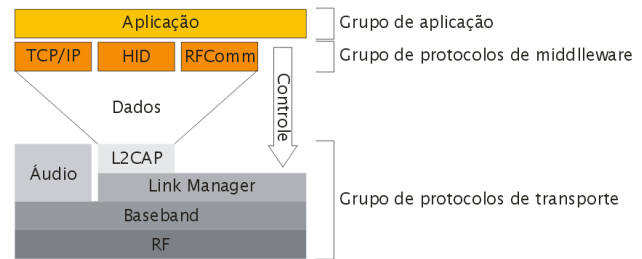 Aplicação
Grupo de aplicação
TCP/IP
HID
RFComm
Grupo de protocolos de middlleware
Dados
Controle
L2CAP
Áudio
Link Manager
Grupo de protocolos de transporte
Baseband
RF